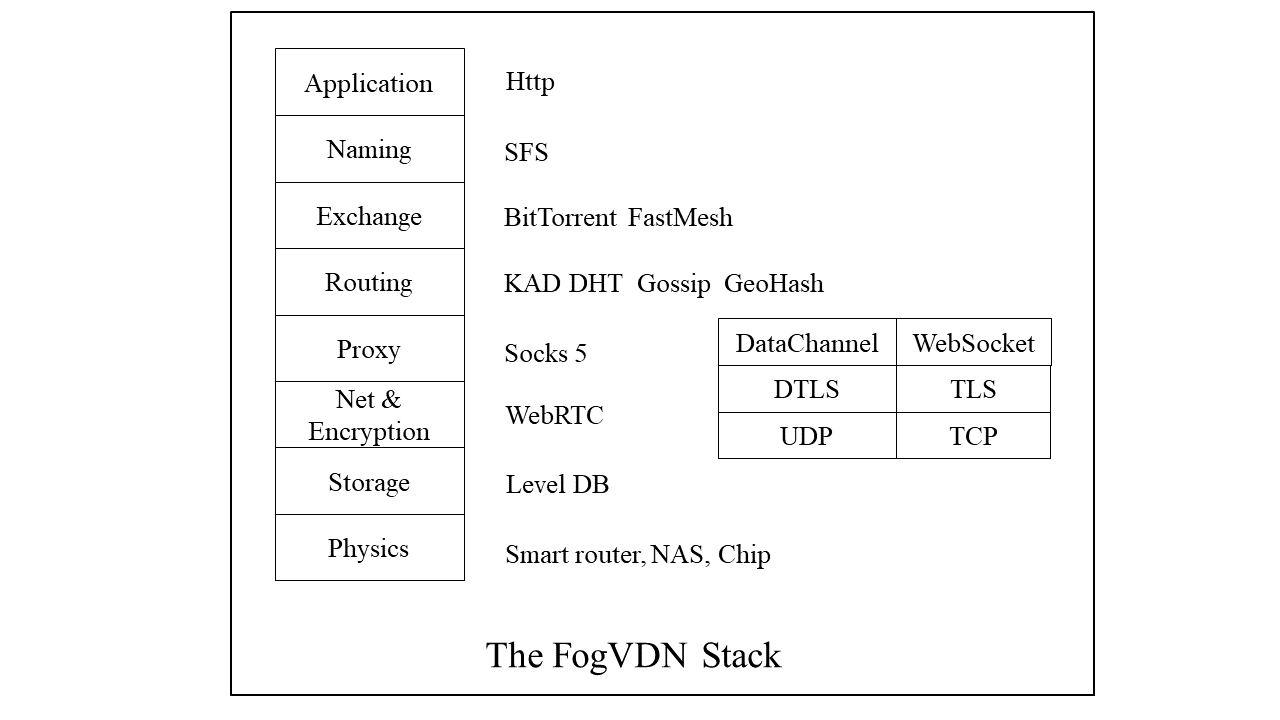 Application Http
Naming SFS
Exchange BitTorrent FastMesh
Routing KAD DHT Gossip GeoHash
Proxy Socks 5
DataChannel WebSocket
Net &
Encryption
WebRTC
DTLS TLS
UDP TCP
Storage Level DB
Physics Smart router, NAS, Chip
The FogVDN Stack